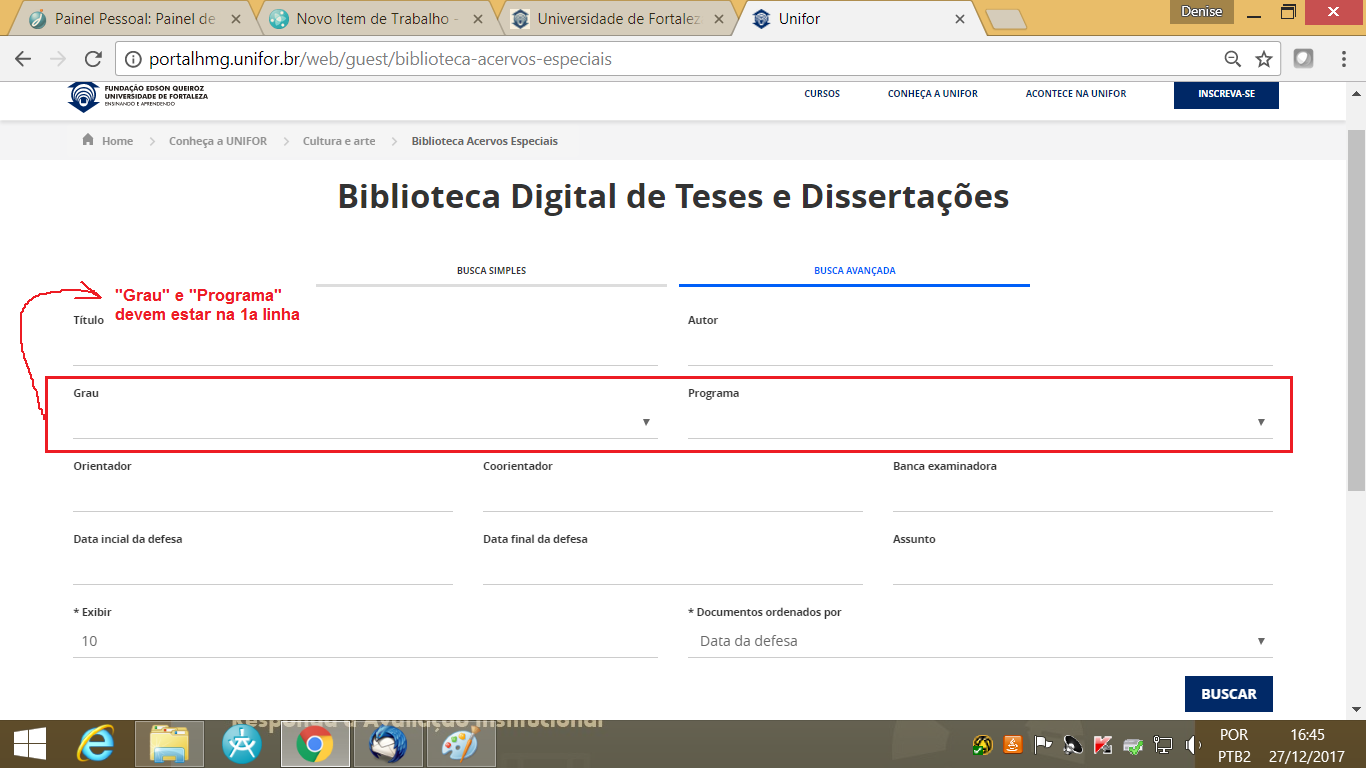 Painel Pessoal: Painel de
Novo Item de Trabalho -
Universidade de Fortalez
Unifor
Denise
portalhmg.unifor.br/web/guest/biblioteca-acervos-especiais
FUNDAÇÃO EDSON QUEIROZ
UNIVERSIDADE DE FORTALEZA
ENSINANDO E APRENDENDO
CURSOS
CONHEÇA A UNIFOR
ACONTECE NA UNIFOR
INSCREVA-SE
Home
Conheça a UNIFOR
Cultura e arte
Biblioteca Acervos Especiais
Biblioteca Digital de Teses e Dissertações
BUSCA SIMPLES
BUSCA AVANÇADA
"Grau" e "Programa"
devem estar na 1a linha
Título
Autor
Grau
Programa
Orientador
Coorientador
Banca examinadora
Data incial da defesa
Data final da defesa
Assunto
* Exibir
* Documentos ordenados por
10
Data da defesa
BUSCAR
Responda a Avaliação Institucional
POR
PTB2
16:45
27/12/2017